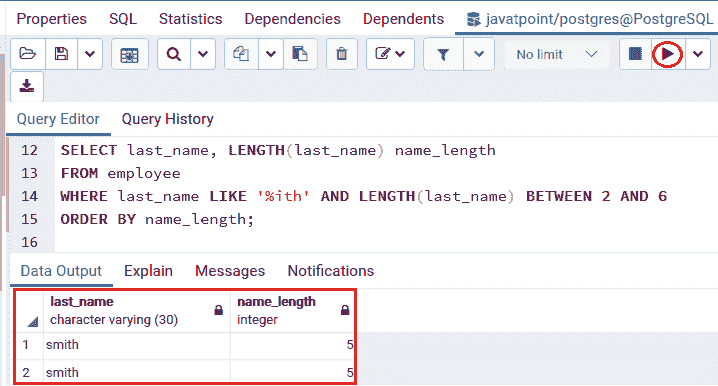 Properties SQL Statistics Dependencies Dependents javatpoint/postgres@PostgreSQL
No limit
Query Editor Query History
12 SELECT last_name, LENGTH(last_name) name_length
13 FROM employee
14 WHERE last_name LIKE '%ith' AND LENGTH(last_name) BETWEEN 2 AND 6
15 ORDER BY name_length;
16
Data Output Explain Messages Notifications
last_name name_length
character varying (30) integer
1 smith 5
2 smith 5